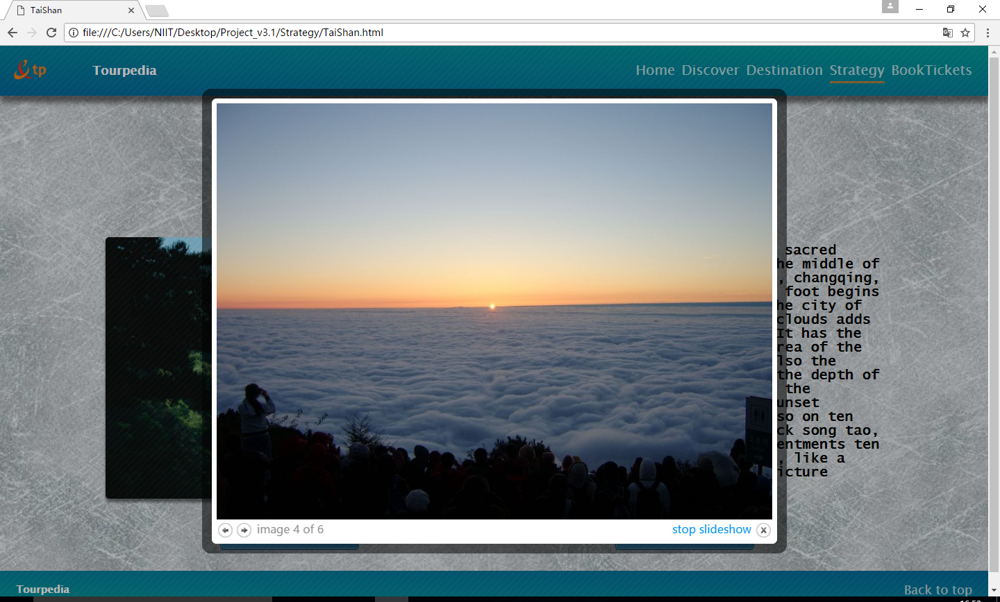 TaiShan
file:///C:/Users/NIIT/Desktop/Project_v3.1/Strategy/TaiShan.html
tp
Tourpedia
Home Discover Destination Strategy BookTickets
sacred
he middle of
, changqing,
foot begins
he city of
clouds adds
It has the
rea of the
lso the
the depth of
the
unset
so on ten
ck song tao,
entments ten
, like a
icture
image 4 of 6
stop slideshow
Tourpedia
Back to top